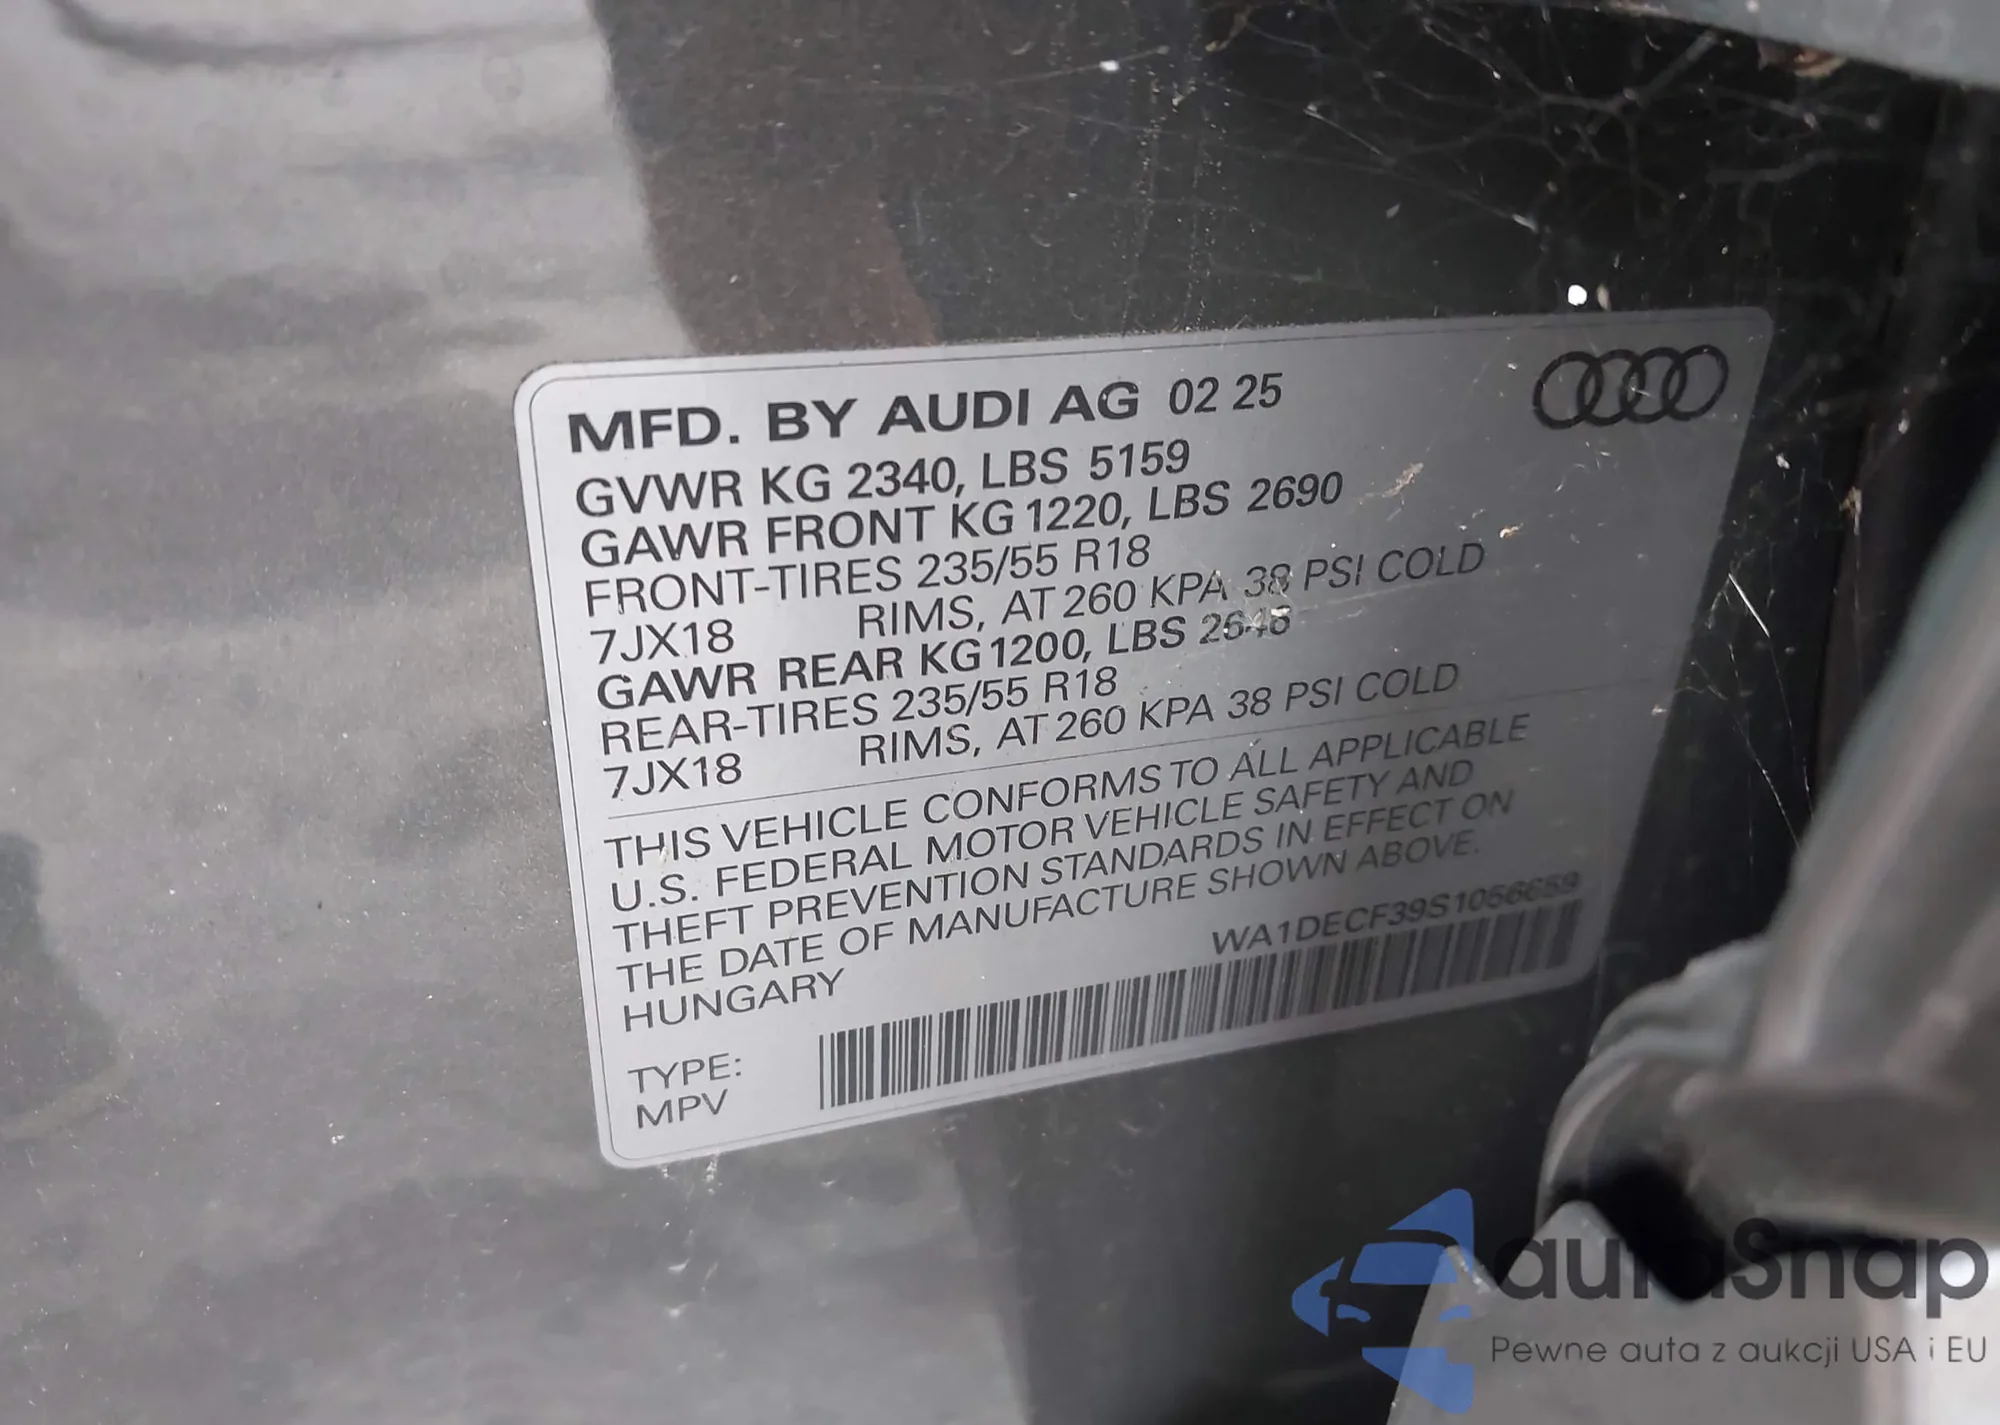 MFD. BY AUDI AG 02 25
GVWR KG 2340, LBS 5159
GAWR FRONT KG 1220, LBS 2690
FRONT-TIRES 235/55 R18
7JX18 RIMS, AT 260 KPA 38 PSI COLD
GAWR REAR KG 1200, LBS 2646
REAR-TIRES 235/55 R18
7JX18 RIMS, AT 260 KPA 38 PSI COLD
THIS VEHICLE CONFORMS TO ALL APPLICABLE
U.S. FEDERAL MOTOR VEHICLE SAFETY AND
THEFT PREVENTION STANDARDS IN EFFECT ON
THE DATE OF MANUFACTURE SHOWN ABOVE.
HUNGARY
WA1DECF39S1056659
TYPE:
MPV
autaSnap
Pewne auta z aukcji USA i EU